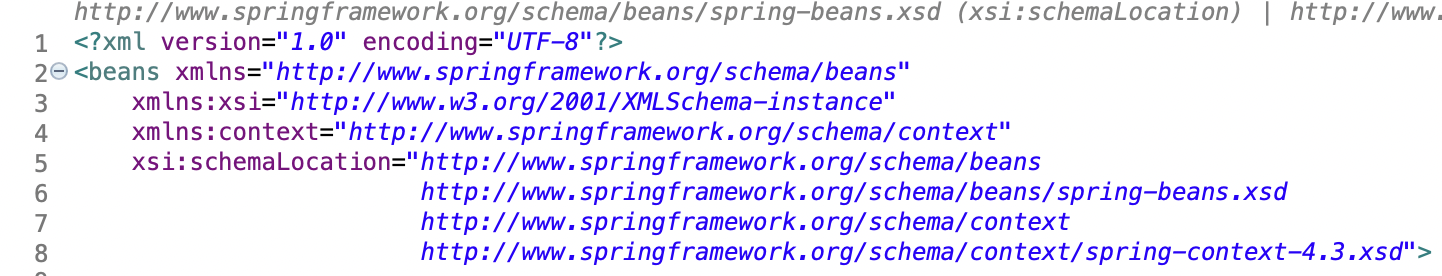 http://www.springframework.org/schema/beans/spring-beans.xsd (xsi:schemaLocation) | http://www.
1 <?xml version="1.0" encoding="UTF-8"?>
2 <beans xmlns="http://www.springframework.org/schema/beans"
3 xmlns:xsi="http://www.w3.org/2001/XMLSchema-instance"
4 xmlns:context="http://www.springframework.org/schema/context"
5 xsi:schemaLocation="http://www.springframework.org/schema/beans
6 http://www.springframework.org/schema/beans/spring-beans.xsd
7 http://www.springframework.org/schema/context
8 http://www.springframework.org/schema/context/spring-context-4.3.xsd">